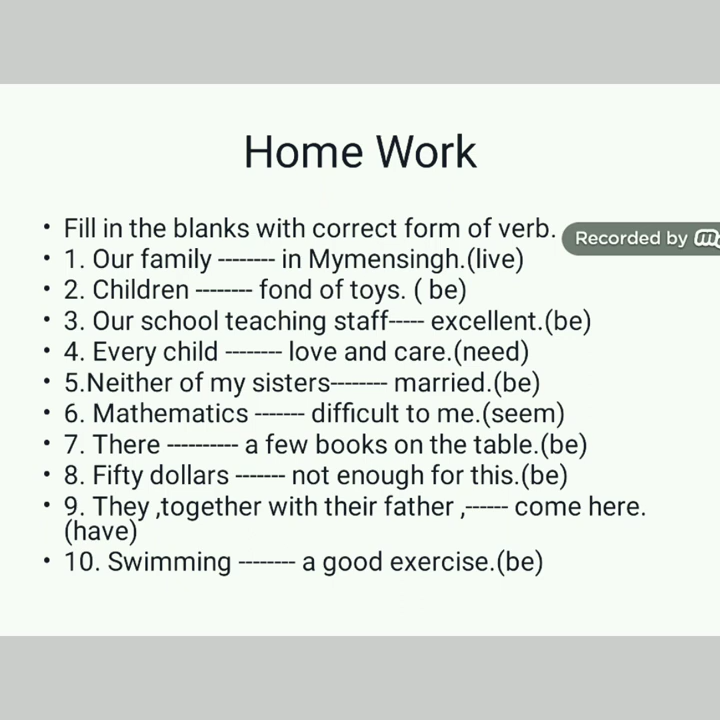 Home Work
• Fill in the blanks with correct form of verb.
Recorded by
• 1. Our family -------- in Mymensingh.(live)
• 2. Children -------- fond of toys. ( be)
• 3. Our school teaching staff----- excellent.(be)
• 4. Every child -------- love and care.(need)
• 5.Neither of my sisters-------- married.(be)
• 6. Mathematics ------- difficult to me.(seem)
• 7. There ---------- a few books on the table.(be)
• 8. Fifty dollars ------- not enough for this.(be)
• 9. They ,together with their father ,------ come here.
(have)
• 10. Swimming -------- a good exercise.(be)